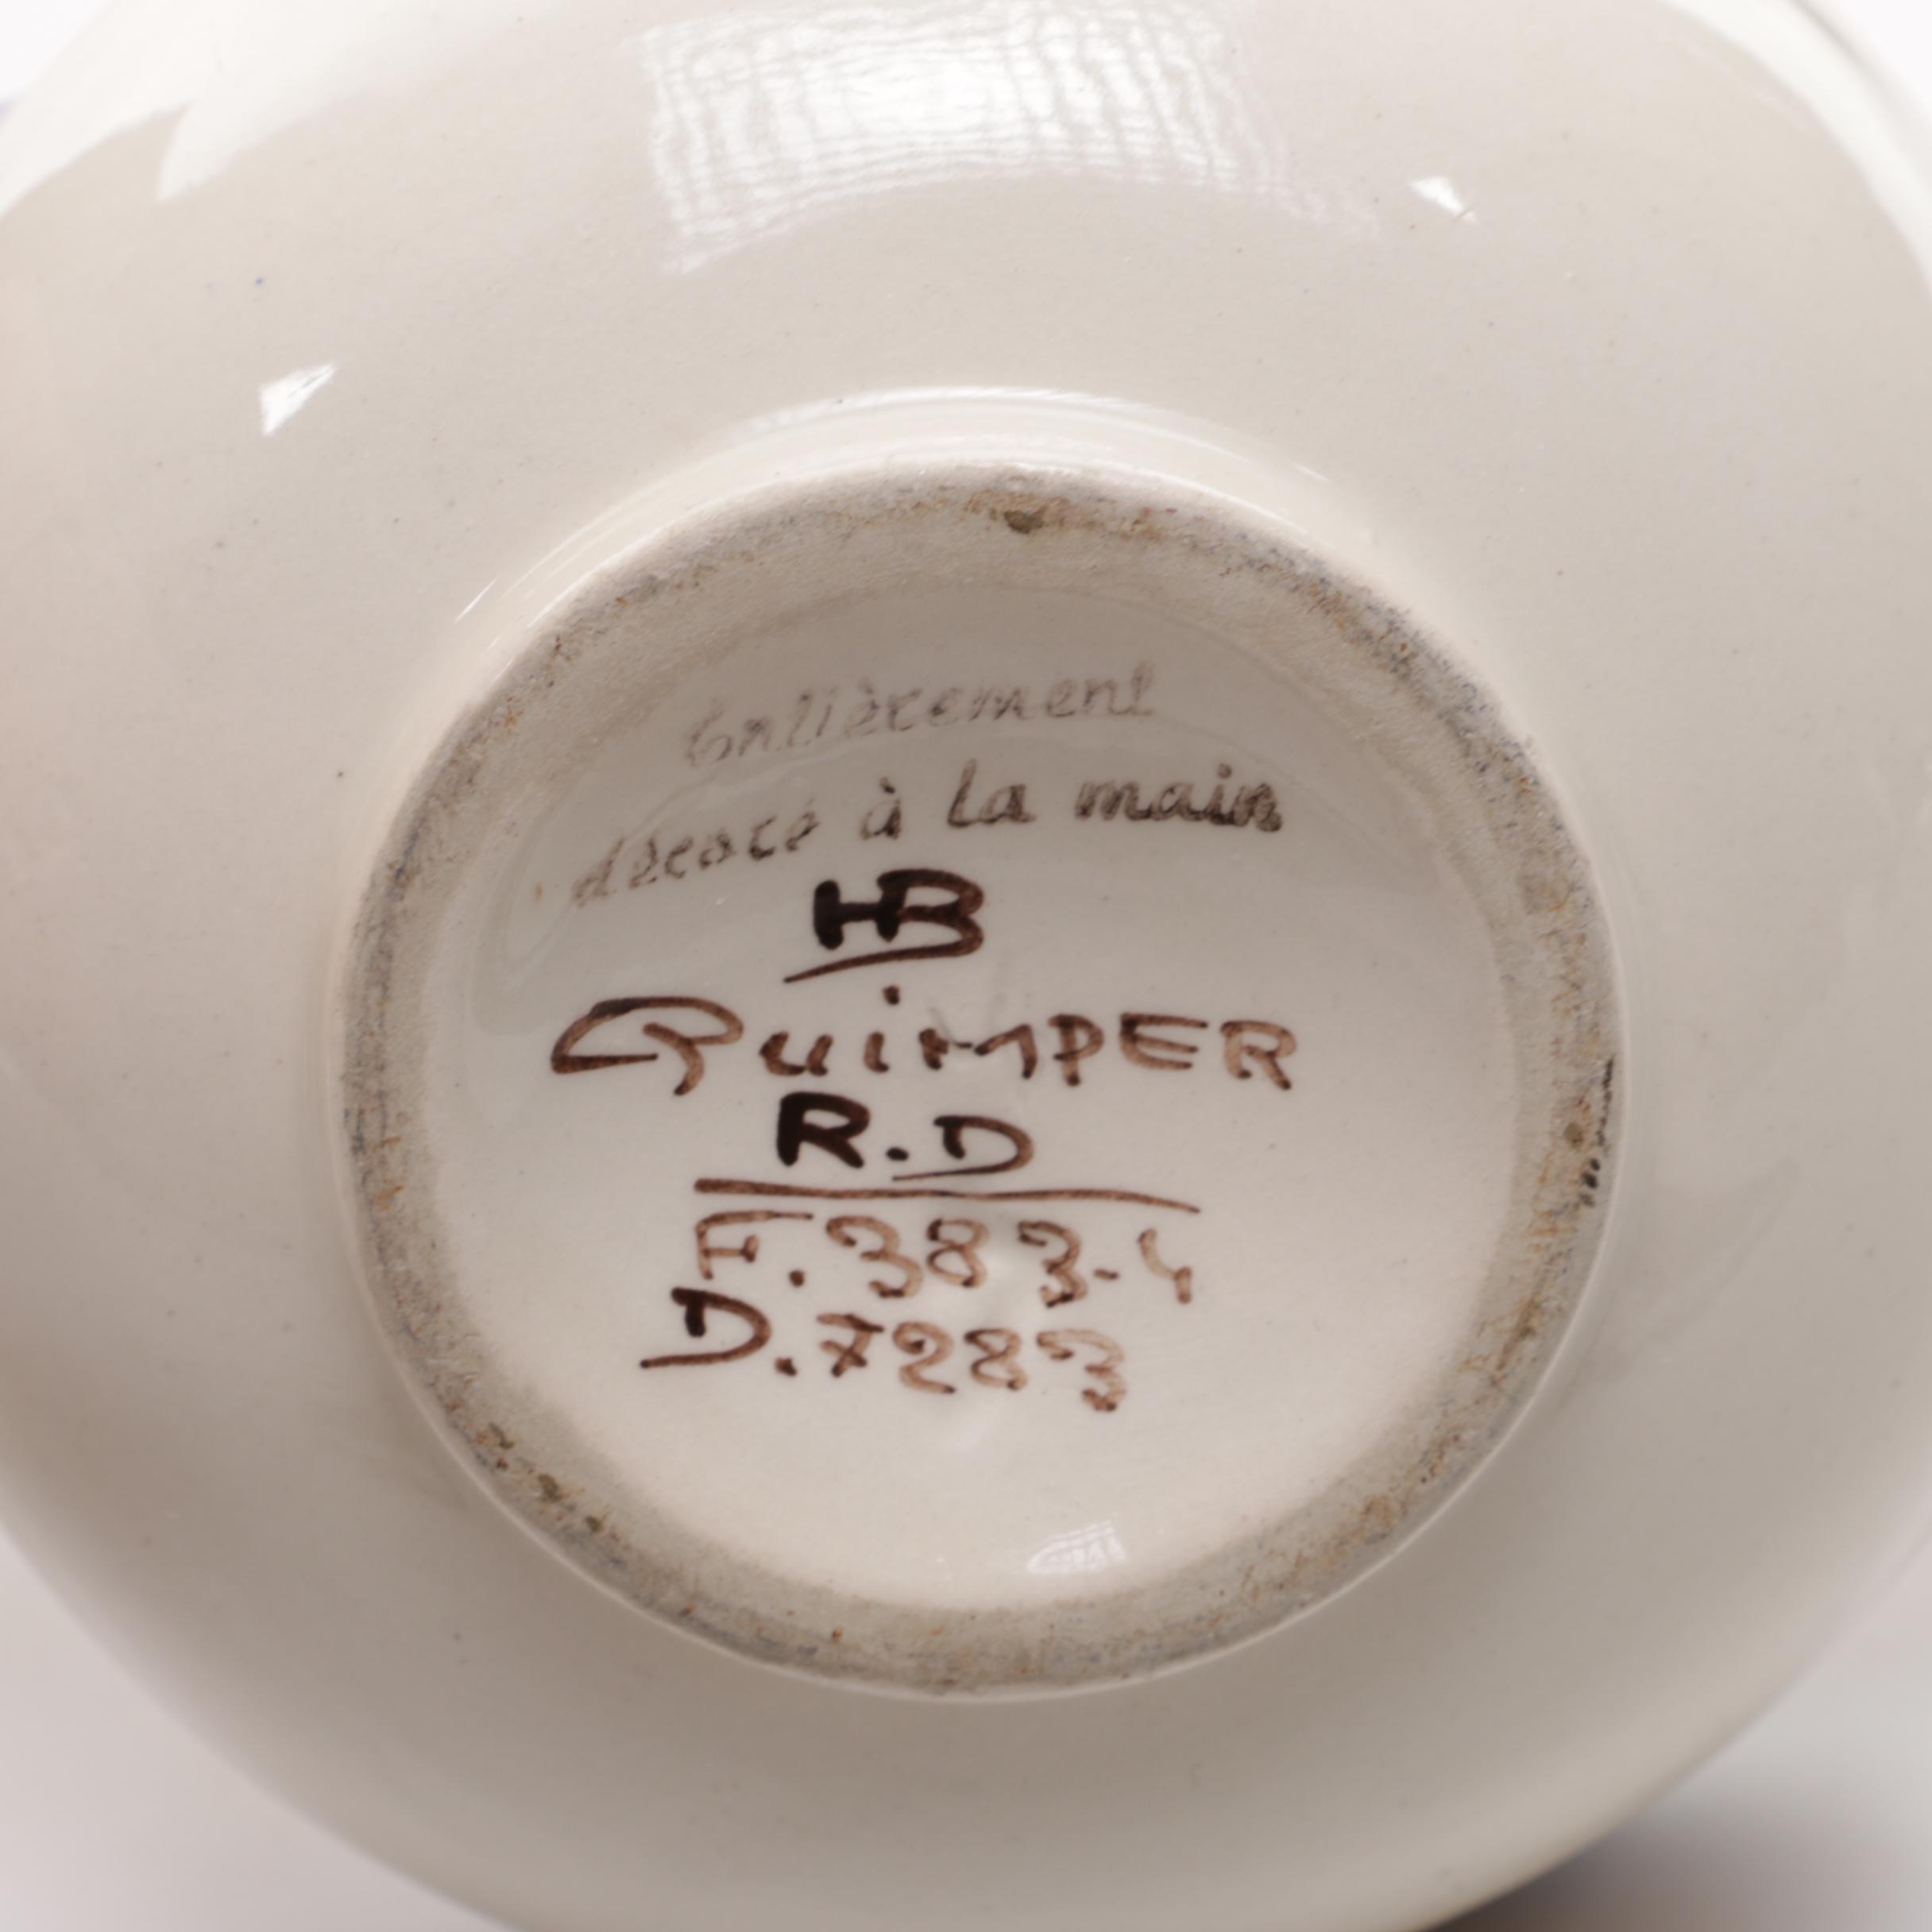 Entièrement
décoré à la main
HB
QuimPER
R.D
F.383-4
D.7283